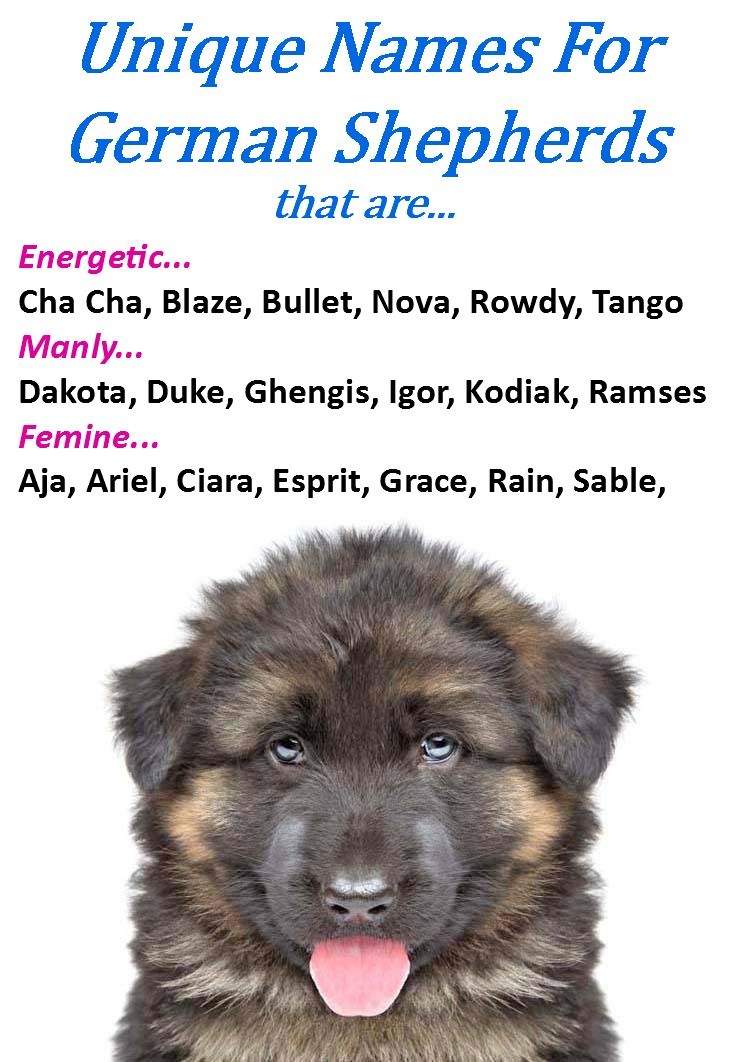 Unique Names For
German Shepherds
that are...
Energetic...
Cha Cha, Blaze, Bullet, Nova, Rowdy, Tango
Manly...
Dakota, Duke, Ghengis, Igor, Kodiak, Ramses
Femine...
Aja, Ariel, Ciara, Esprit, Grace, Rain, Sable,